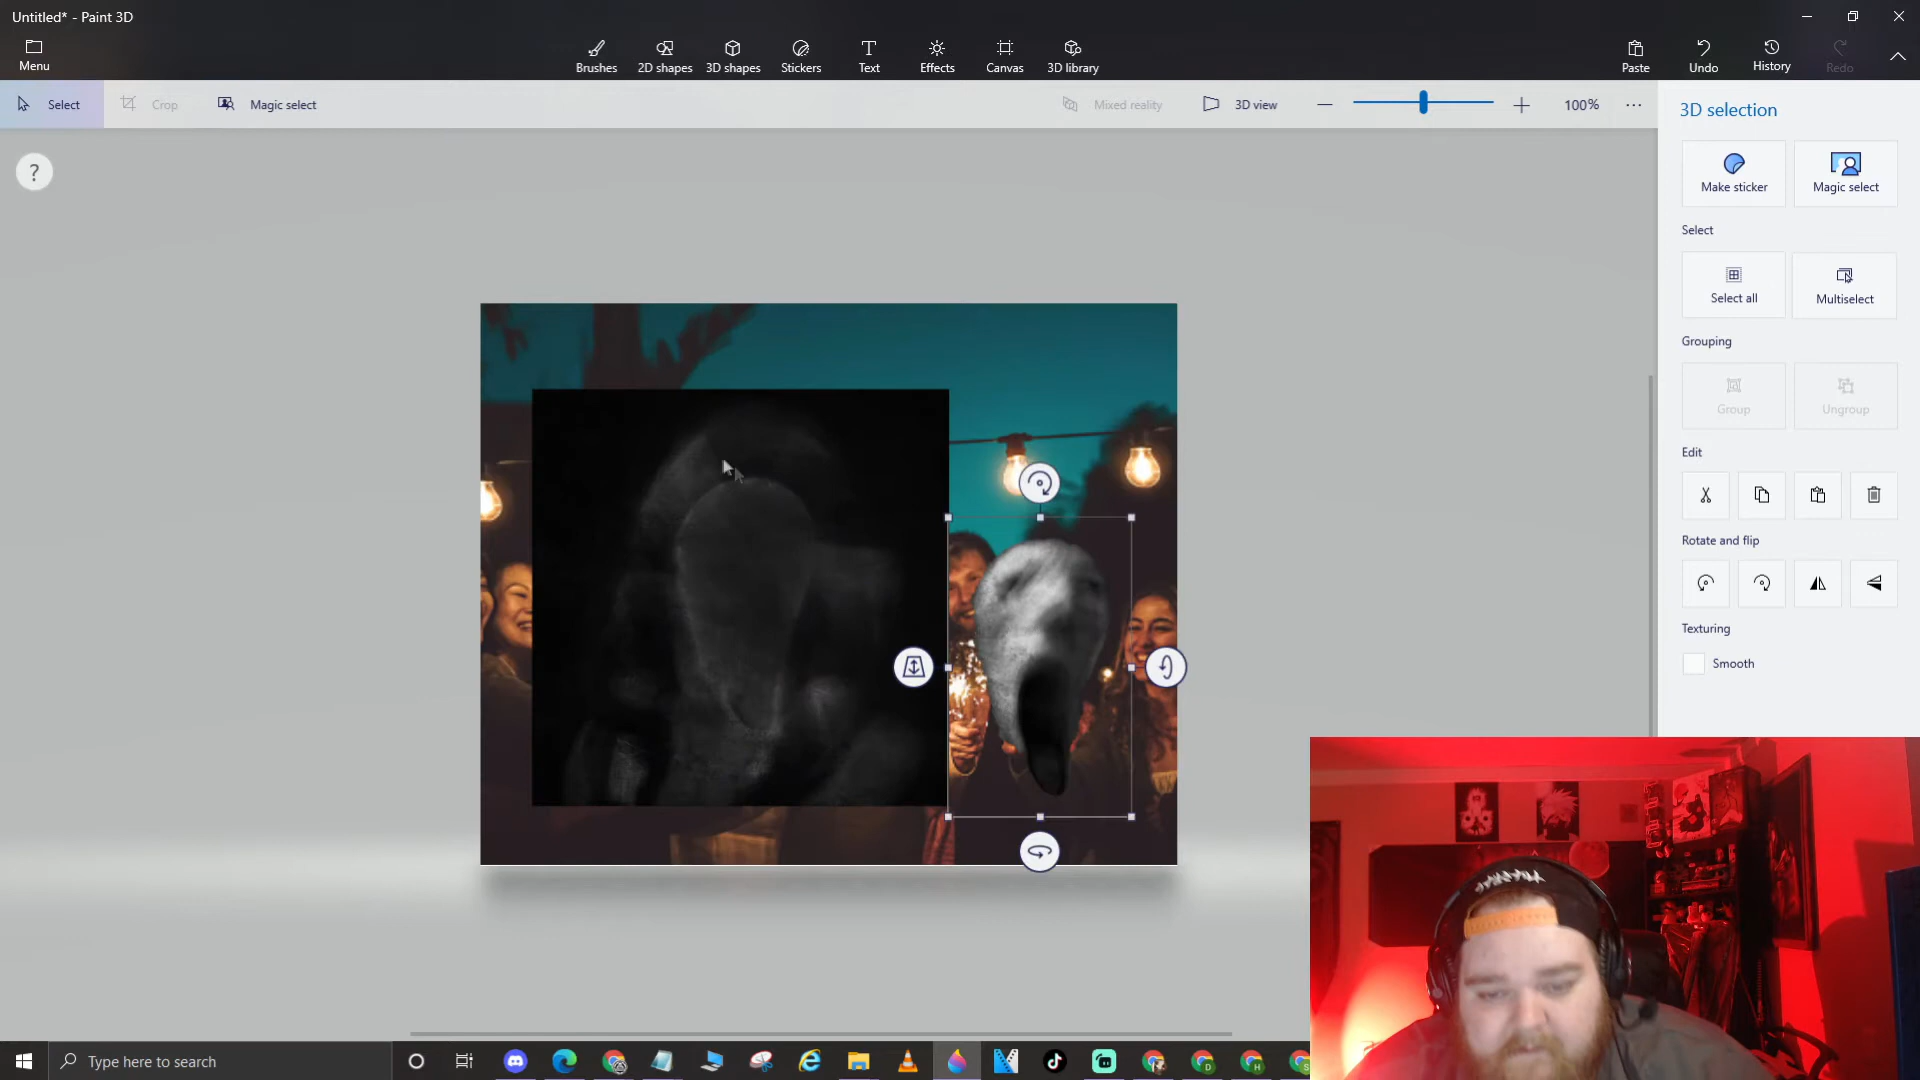 Untitled* - Paint 3D
Menu
Brushes
2D shapes
3D shapes
Stickers
Text
Effects
Canvas
3D library
Paste
Undo
History
Redo
Select
Crop
Magic select
Mixed reality
3D view
100%
3D selection
?
Make sticker
Magic select
Select
Select all
Multiselect
Grouping
Group
Ungroup
Edit
Rotate and flip
Texturing
Smooth
Type here to search